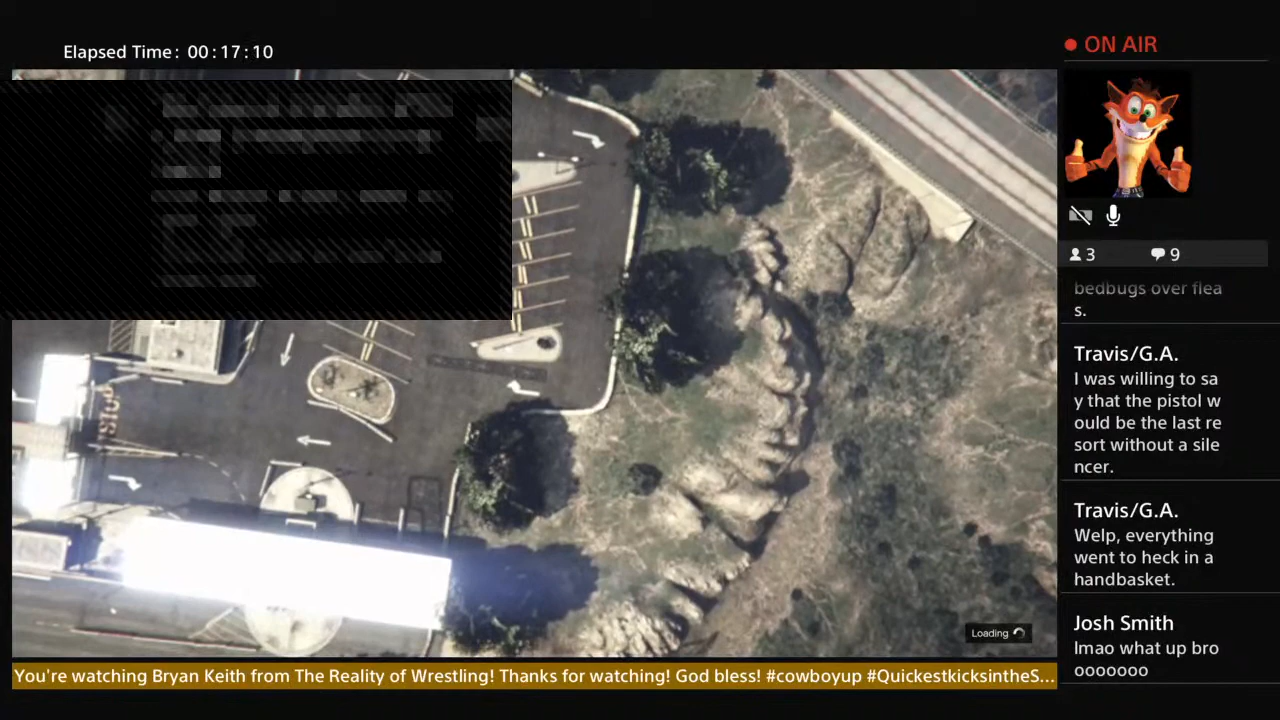 Elapsed Time: 00:17:10
ON AIR
3
9
bedbugs over flea
s.
Travis/G.A.
I was willing to sa
y that the pistol w
ould be the last re
sort without a sile
ncer.
Travis/G.A.
Welp, everything
went to heck in a
handbasket.
Josh Smith
lmao what up bro
ooooooo
STOP
Loading
You're watching Bryan Keith from The Reality of Wrestling! Thanks for watching! God bless! #cowboyup #QuickestkicksintheS...